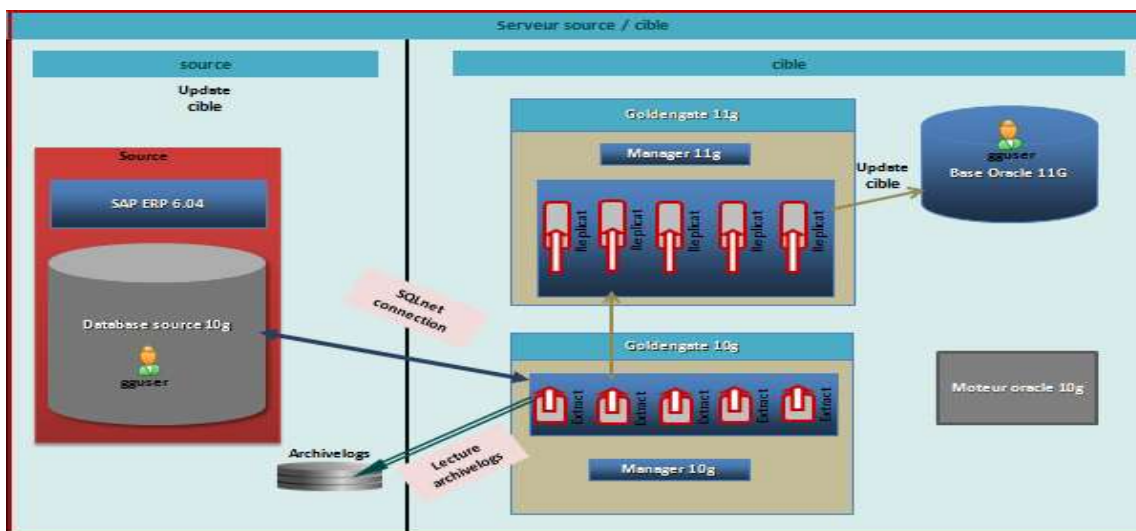 Serveur source / cible
source
cible
Update
cible
Source
SAP ERP 6.04
Database source 10g
gguser
Archivelogs
SQLnet
connection
Lecture
archivelogs
Goldengate 11g
Manager 11g
Replicat
Replicat
Replicat
Replicat
Replicat
Update
cible
gguser
Base Oracle 11G
Goldengate 10g
Extract
Extract
Extract
Extract
Extract
Manager 10g
Moteur oracle 10g